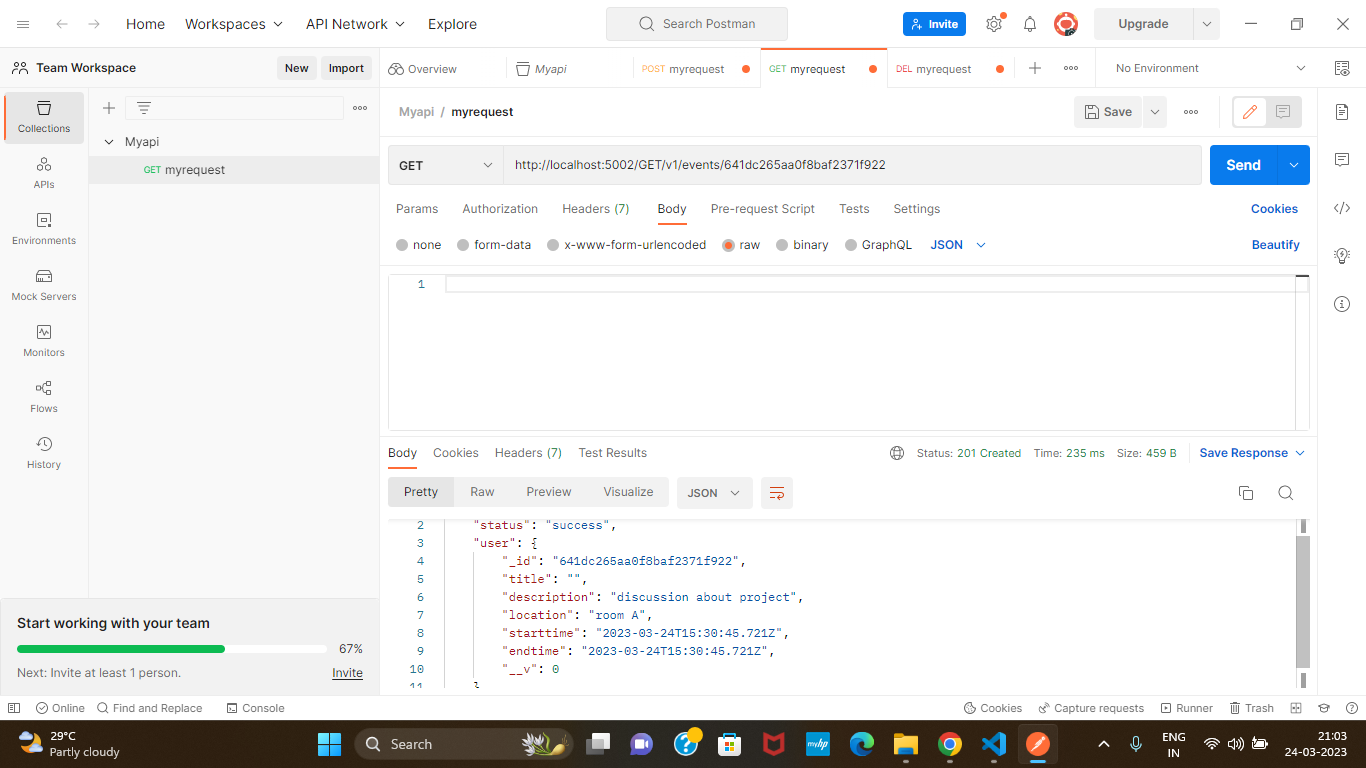 Home Workspaces API Network Explore Search Postman Invite Upgrade
Team Workspace New Import Overview Myapi POST myrequest GET myrequest DEL myrequest No Environment
Collections
APIs
Environments
Mock Servers
Monitors
Flows
History
Myapi
GET myrequest
Myapi / myrequest Save
GET http://localhost:5002/GET/v1/events/641dc265aa0f8baf2371f922 Send
Params Authorization Headers (7) Body Pre-request Script Tests Settings Cookies
none form-data x-www-form-urlencoded raw binary GraphQL JSON Beautify
1
Body Cookies Headers (7) Test Results Status: 201 Created Time: 235 ms Size: 459 B Save Response
Pretty Raw Preview Visualize JSON
2 "status": "success",
3 "user": {
4 "_id": "641dc265aa0f8baf2371f922",
5 "title": "",
6 "description": "discussion about project",
7 "location": "room A",
8 "starttime": "2023-03-24T15:30:45.721Z",
9 "endtime": "2023-03-24T15:30:45.721Z",
10 "__v": 0
11 }
Start working with your team
67%
Next: Invite at least 1 person. Invite
Online Find and Replace Console Cookies Capture requests Runner Trash
29°C
Partly cloudy
Search
my hp
ENG
IN
21:03
24-03-2023